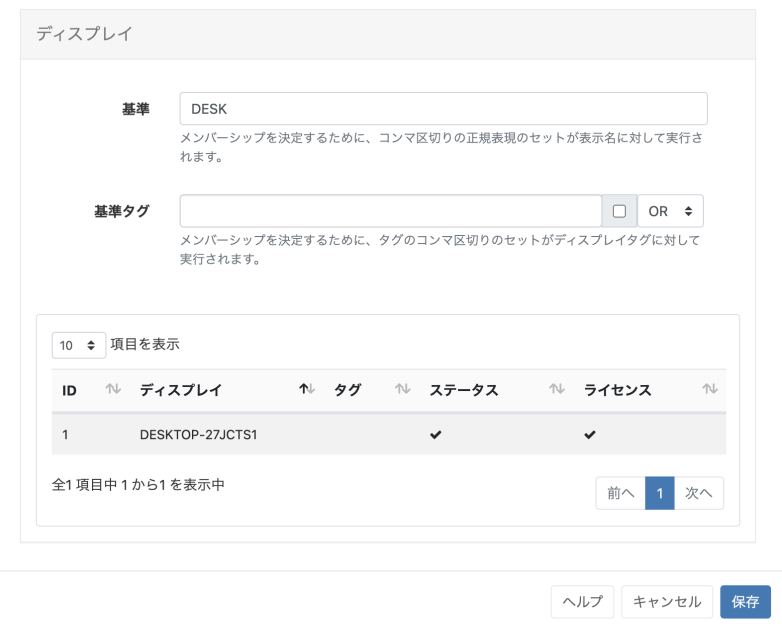 ディスプレイ
基準
DESK
メンバーシップを決定するために、コンマ区切りの正規表現のセットが表示名に対して実行さ
れます。
基準タグ
OR
メンバーシップを決定するために、タグのコンマ区切りのセットがディスプレイタグに対して
実行されます。
10 項目を表示
ID ディスプレイ タグ ステータス ライセンス
1 DESKTOP-27JCTS1
全1 項目中 1 から1 を表示中
前へ 1 次へ
ヘルプ キャンセル 保存